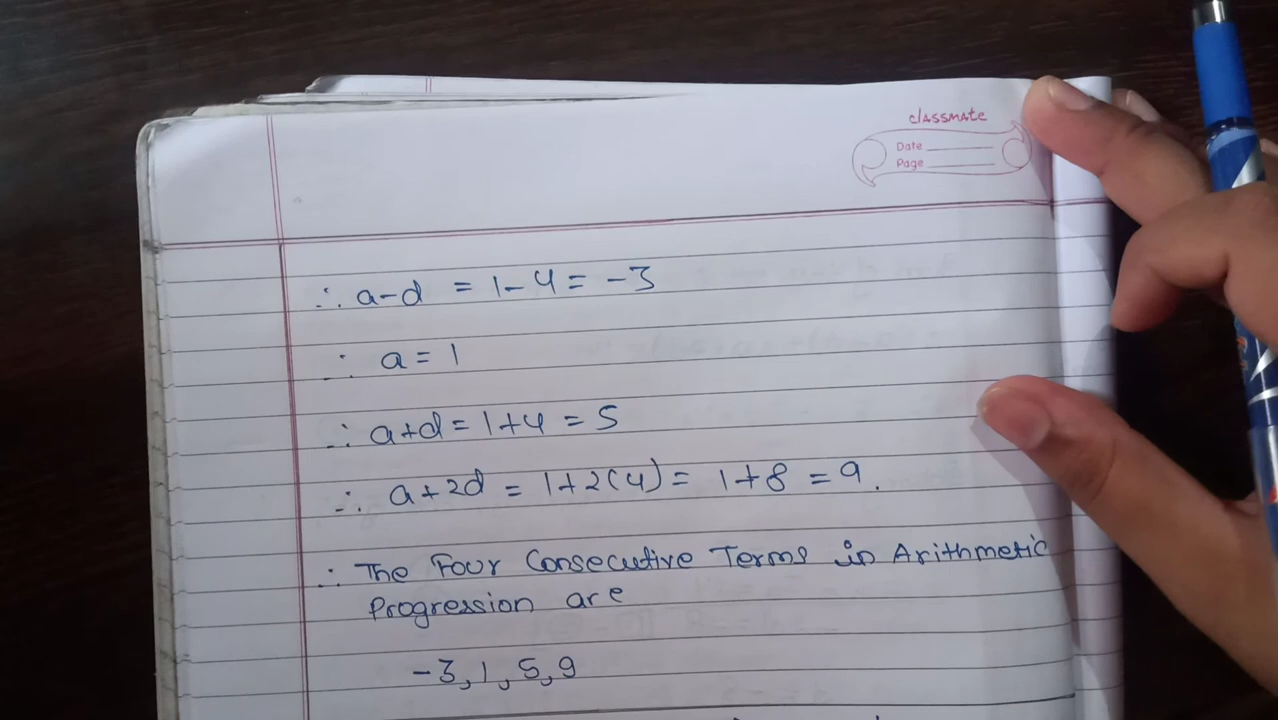 classmate
Date
Page
∴ a-d = 1-4 = -3
∴ a = 1
∴ a+d = 1+4 = 5
∴ a+2d = 1+2(4) = 1+8 = 9.
∴ The Four Consecutive Terms in Arithmetic
Progression are
-3, 1, 5, 9